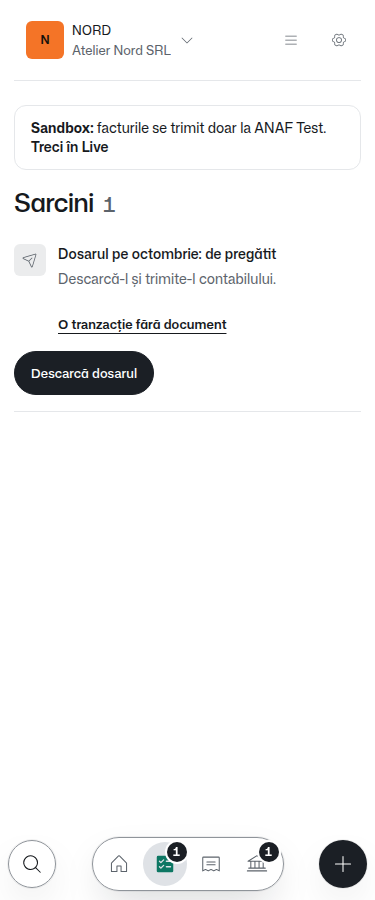 N
NORD
Atelier Nord SRL
Sandbox: facturile se trimit doar la ANAF Test.
Treci în Live
Sarcini 1
Dosarul pe octombrie: de pregătit
Descarcă-l și trimite-l contabilului.
O tranzacție fără document
Descarcă dosarul
1
1